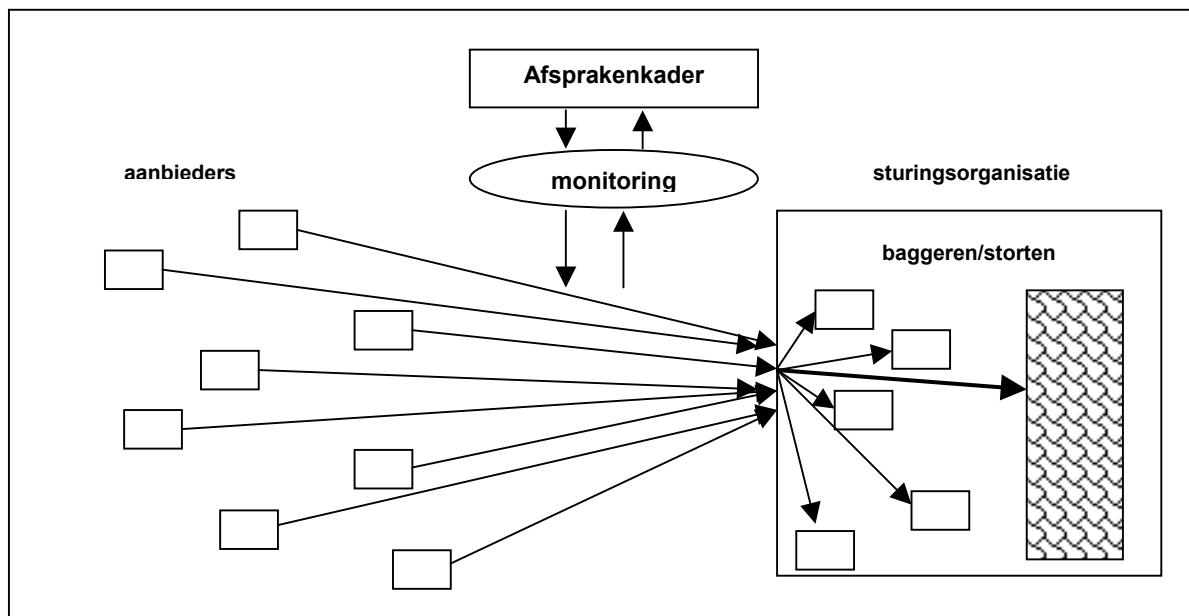 Afsprakenkader
monitoring
aanbieders
sturingsorganisatie
baggeren/storten